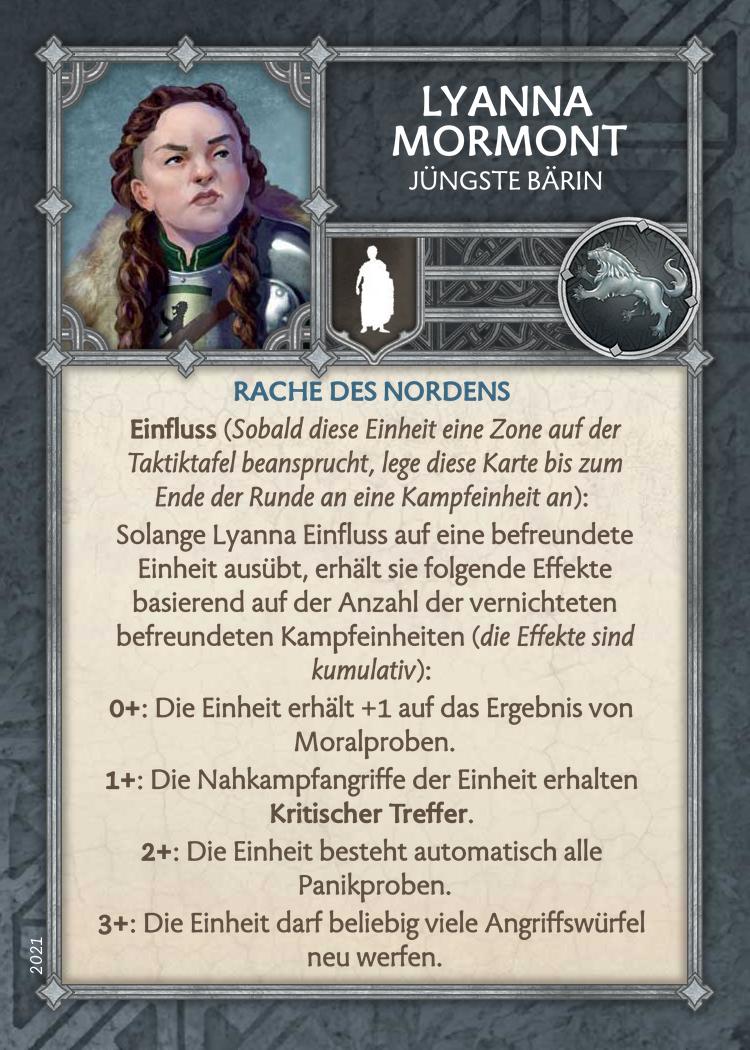 LYANNA
MORMONT
JÜNGSTE BÄRIN
RACHE DES NORDENS
Einfluss (Sobald diese Einheit eine Zone auf der
Taktiktafel beansprucht, lege diese Karte bis zum
Ende der Runde an eine Kampfeinheit an):
Solange Lyanna Einfluss auf eine befreundete
Einheit ausübt, erhält sie folgende Effekte
basierend auf der Anzahl der vernichteten
befreundeten Kampfeinheiten (die Effekte sind
kumulativ):
0+: Die Einheit erhält +1 auf das Ergebnis von
Moralproben.
1+: Die Nahkampfangriffe der Einheit erhalten
Kritischer Treffer.
2+: Die Einheit besteht automatisch alle
Panikproben.
3+: Die Einheit darf beliebig viele Angriffswürfel
neu werfen.
2021